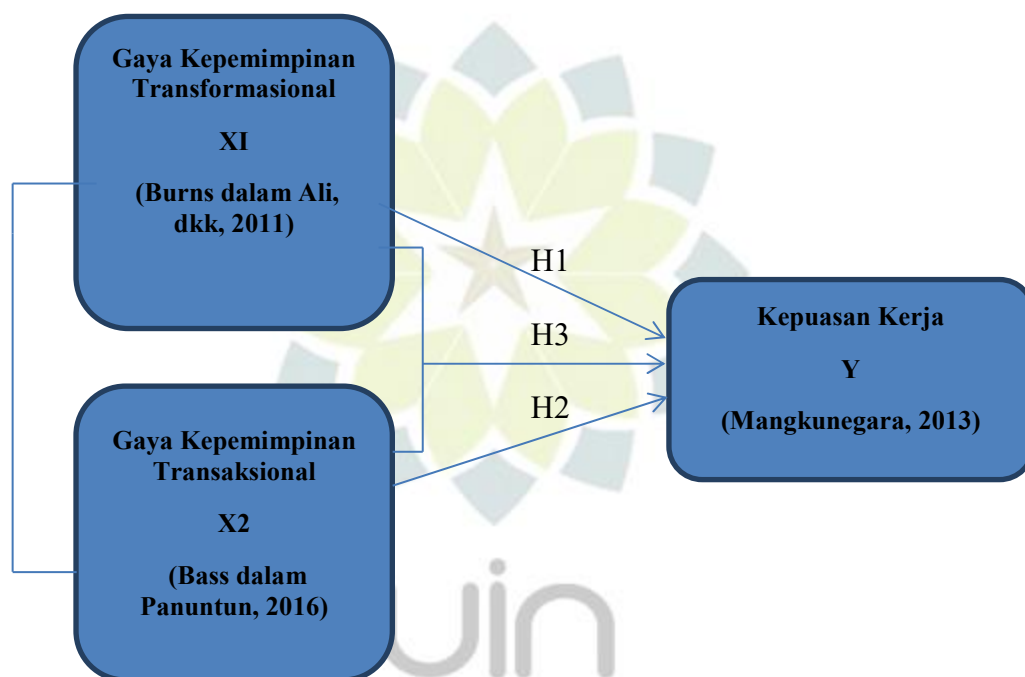 Gaya Kepemimpinan
Transformasional
XI
(Burns dalam Ali,
dkk, 2011)
H1
H3
H2
Kepuasan Kerja
Y
(Mangkunegara, 2013)
Gaya Kepemimpinan
Transaksional
X2
(Bass dalam
Panuntun, 2016)
uin